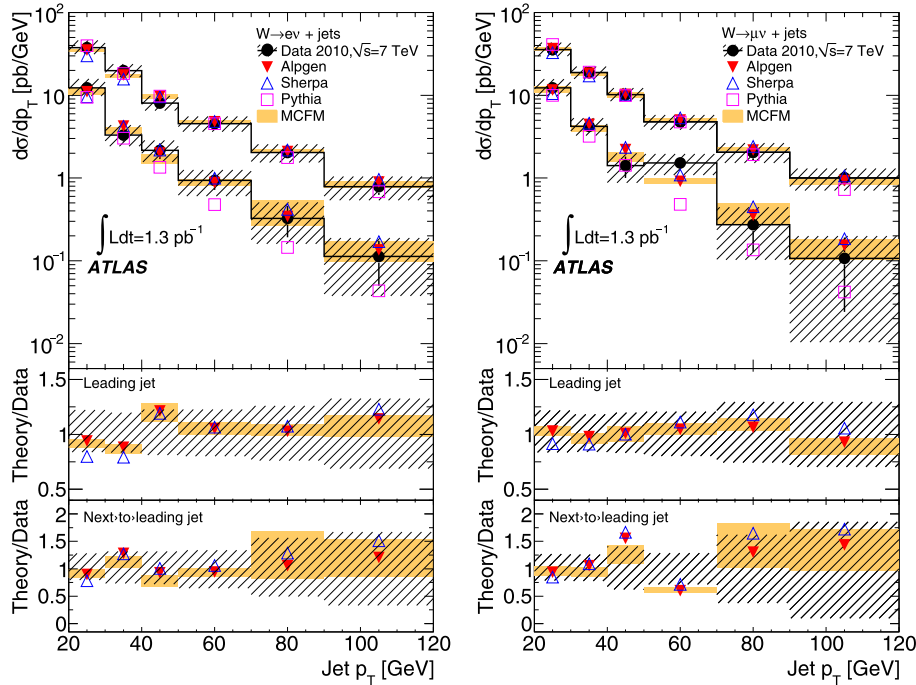 W→eν + jets
Data 2010,√s=7 TeV
Alpgen
Sherpa
Pythia
MCFM
dσ/dp_T [pb/GeV]
10²
10
1
10⁻¹
10⁻²
∫ Ldt=1.3 pb⁻¹
ATLAS
Leading jet
Theory/Data
1.5
1
0.5
Next›to›leading jet
Theory/Data
2
1.5
1
0.5
0
20 40 60 80 100 120
Jet p_T [GeV]
W→μν + jets
Data 2010,√s=7 TeV
Alpgen
Sherpa
Pythia
MCFM
dσ/dp_T [pb/GeV]
10²
10
1
10⁻¹
10⁻²
∫ Ldt=1.3 pb⁻¹
ATLAS
Leading jet
Theory/Data
1.5
1
0.5
Next›to›leading jet
Theory/Data
2
1.5
1
0.5
0
20 40 60 80 100 120
Jet p_T [GeV]